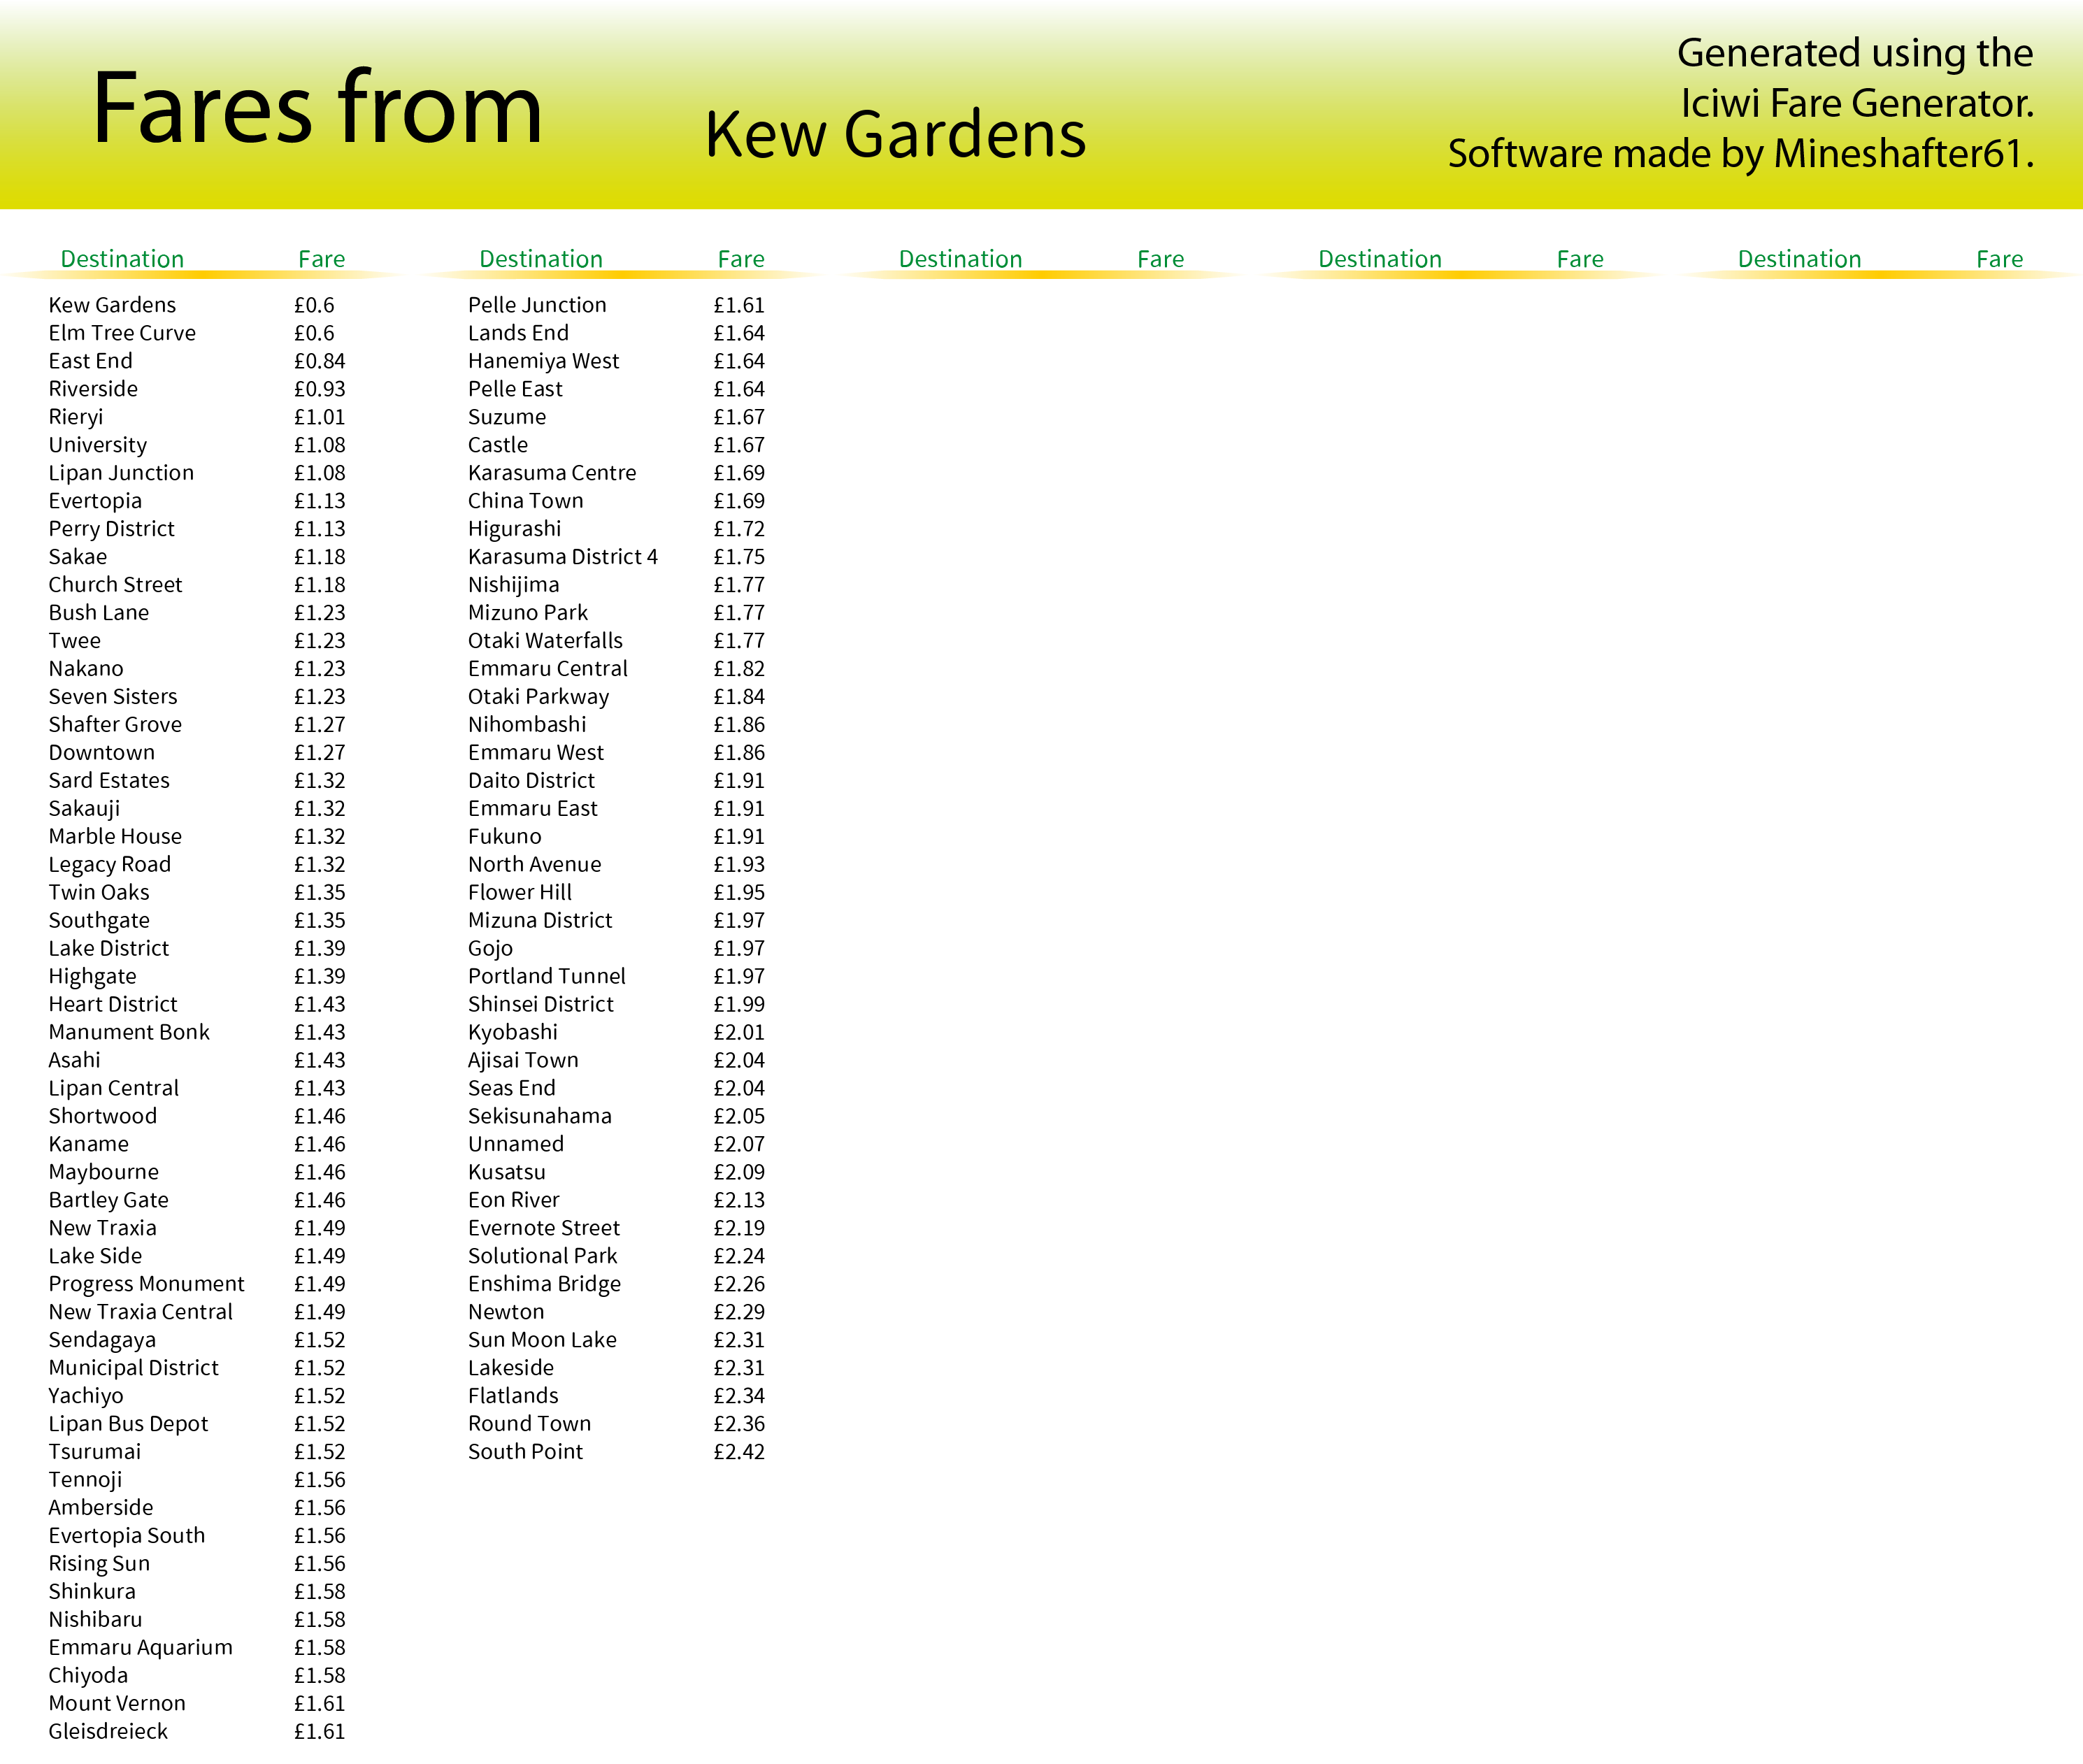 Fares from
Kew Gardens
Generated using the
Iciwi Fare Generator.
Software made by Mineshafter61.
Destination Fare Destination Fare Destination Fare Destination Fare Destination Fare
Kew Gardens £0.6
Elm Tree Curve £0.6
East End £0.84
Riverside £0.93
Rieryi £1.01
University £1.08
Lipan Junction £1.08
Evertopia £1.13
Perry District £1.13
Sakae £1.18
Church Street £1.18
Bush Lane £1.23
Twee £1.23
Nakano £1.23
Seven Sisters £1.23
Shafter Grove £1.27
Downtown £1.27
Sard Estates £1.32
Sakauji £1.32
Marble House £1.32
Legacy Road £1.32
Twin Oaks £1.35
Southgate £1.35
Lake District £1.39
Highgate £1.39
Heart District £1.43
Manument Bonk £1.43
Asahi £1.43
Lipan Central £1.43
Shortwood £1.46
Kaname £1.46
Maybourne £1.46
Bartley Gate £1.46
New Traxia £1.49
Lake Side £1.49
Progress Monument £1.49
New Traxia Central £1.49
Sendagaya £1.52
Municipal District £1.52
Yachiyo £1.52
Lipan Bus Depot £1.52
Tsurumai £1.52
Tennoji £1.56
Amberside £1.56
Evertopia South £1.56
Rising Sun £1.56
Shinkura £1.58
Nishibaru £1.58
Emmaru Aquarium £1.58
Chiyoda £1.58
Mount Vernon £1.61
Gleisdreieck £1.61
Pelle Junction £1.61
Lands End £1.64
Hanemiya West £1.64
Pelle East £1.64
Suzume £1.67
Castle £1.67
Karasuma Centre £1.69
China Town £1.69
Higurashi £1.72
Karasuma District 4 £1.75
Nishijima £1.77
Mizuno Park £1.77
Otaki Waterfalls £1.77
Emmaru Central £1.82
Otaki Parkway £1.84
Nihombashi £1.86
Emmaru West £1.86
Daito District £1.91
Emmaru East £1.91
Fukuno £1.91
North Avenue £1.93
Flower Hill £1.95
Mizuna District £1.97
Gojo £1.97
Portland Tunnel £1.97
Shinsei District £1.99
Kyobashi £2.01
Ajisai Town £2.04
Seas End £2.04
Sekisunahama £2.05
Unnamed £2.07
Kusatsu £2.09
Eon River £2.13
Evernote Street £2.19
Solutional Park £2.24
Enshima Bridge £2.26
Newton £2.29
Sun Moon Lake £2.31
Lakeside £2.31
Flatlands £2.34
Round Town £2.36
South Point £2.42